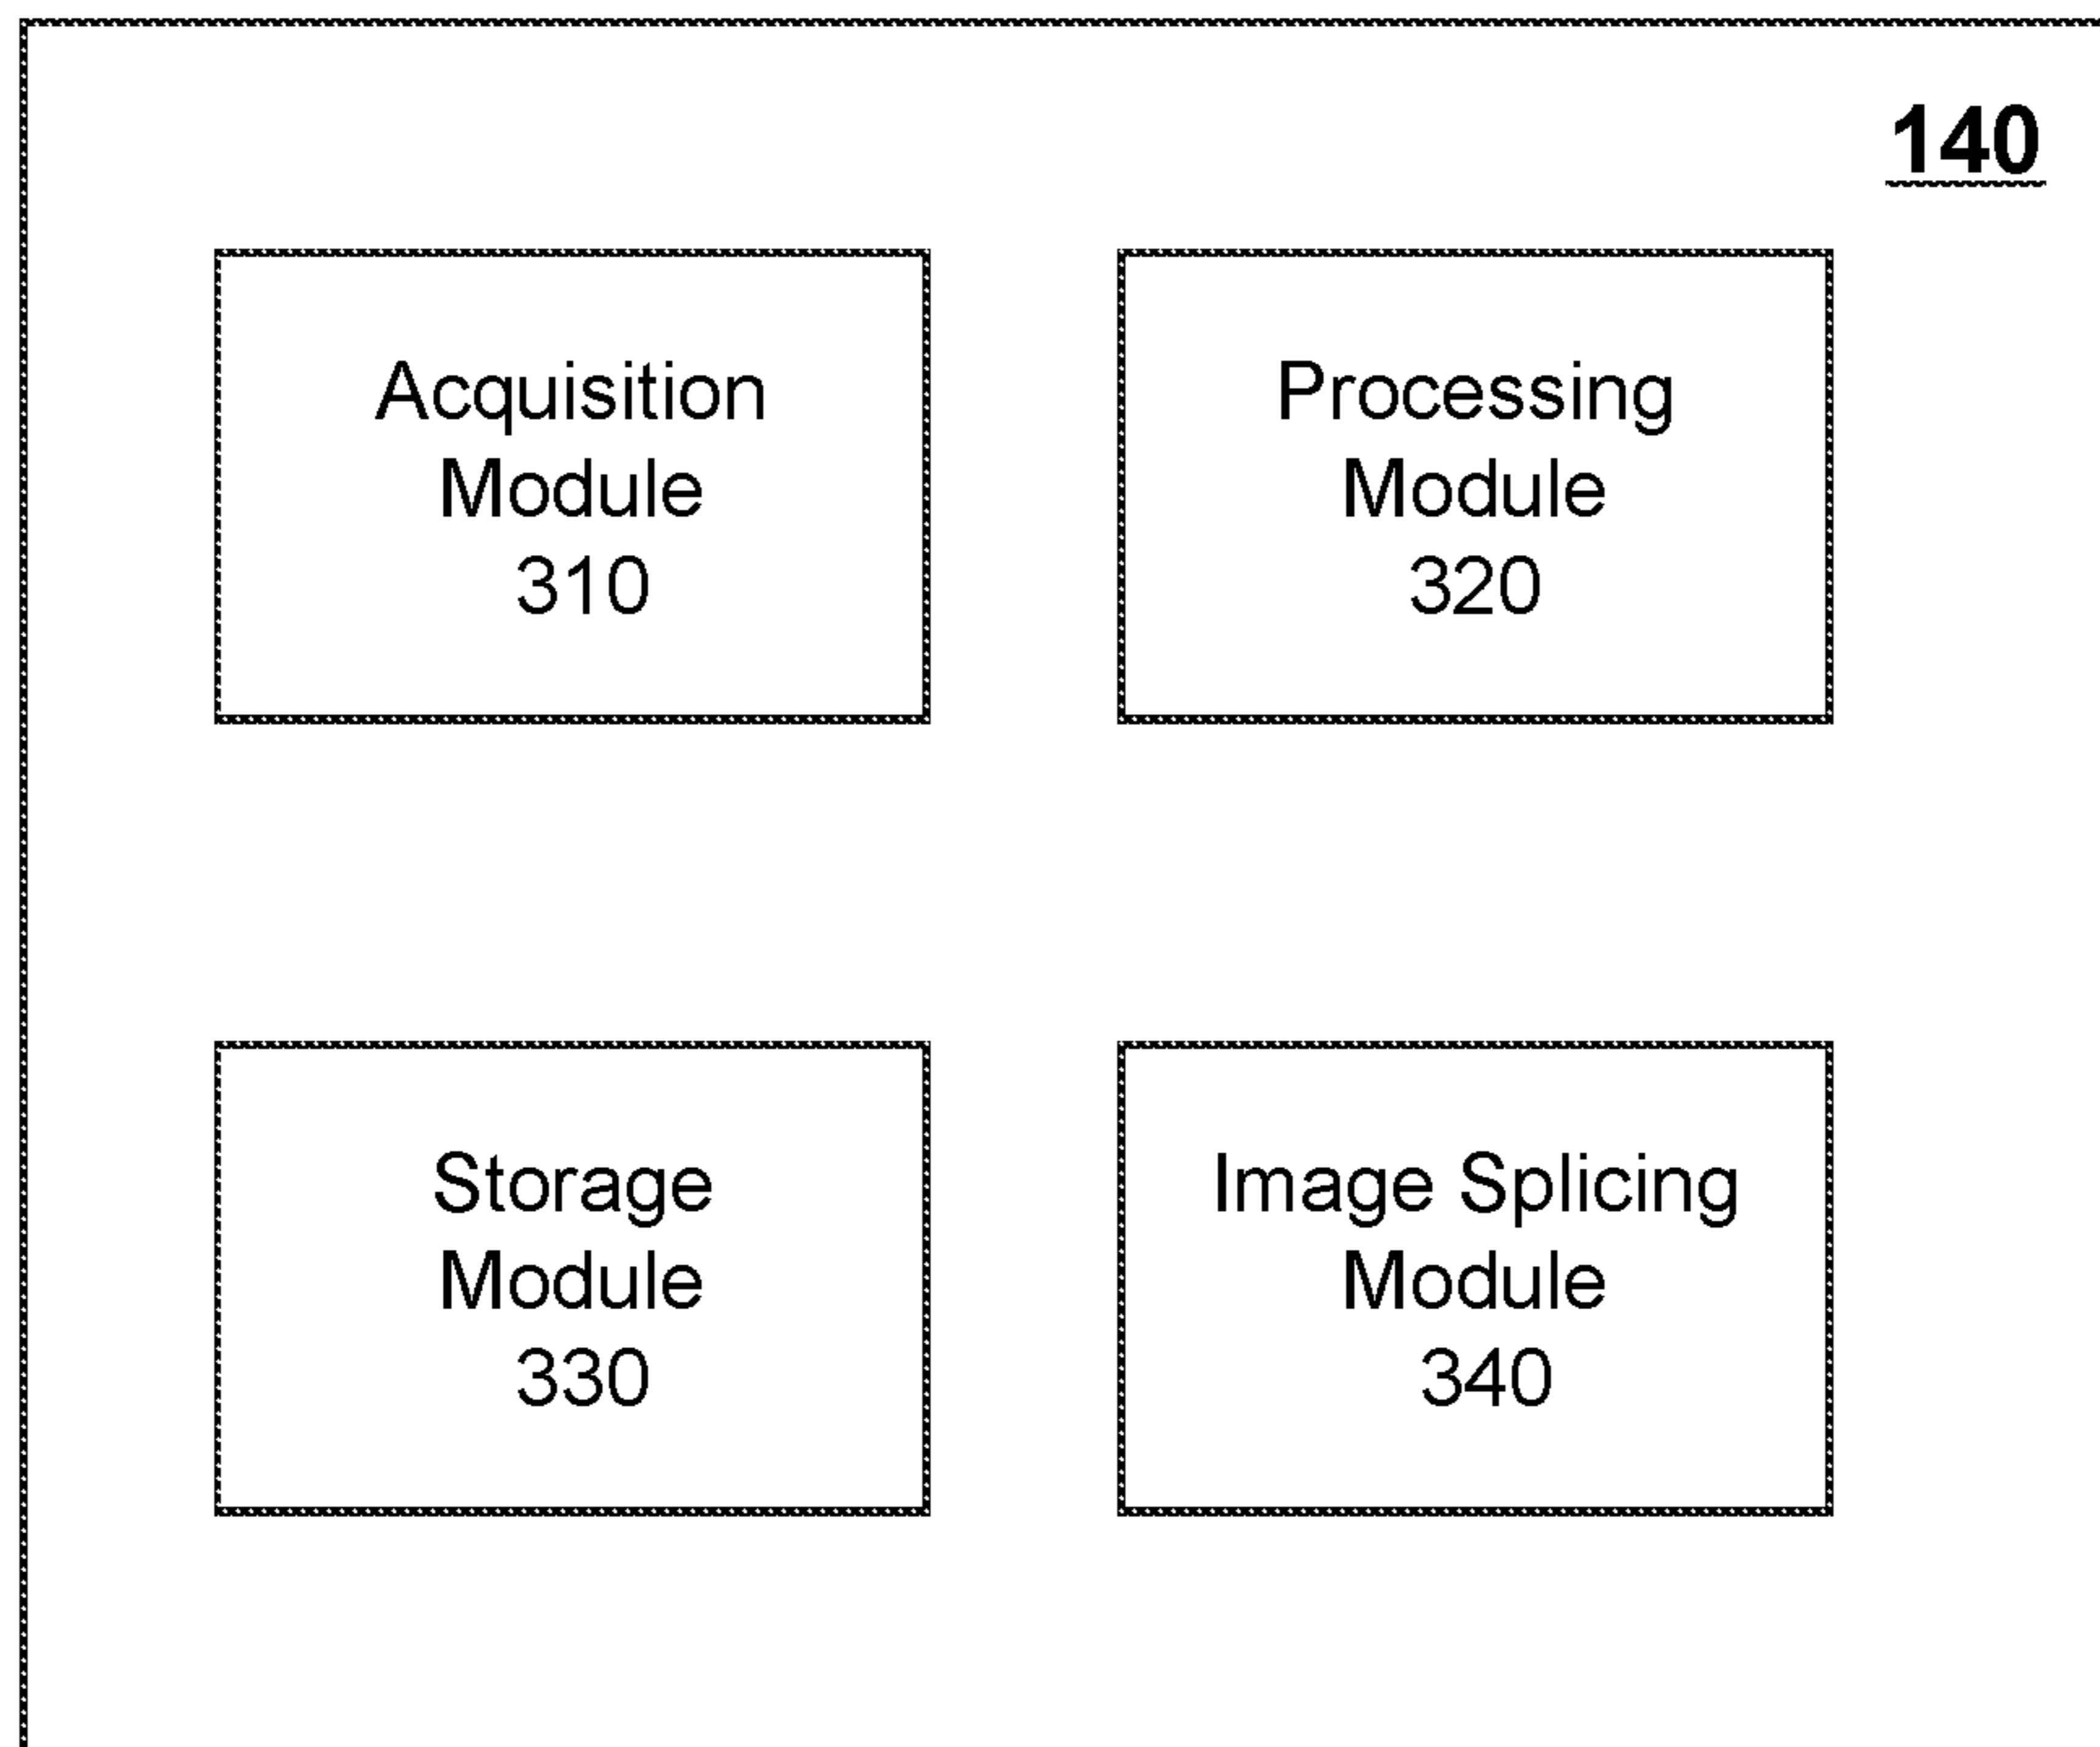 140
Acquisition
Module
310
Processing
Module
320
Storage
Module
330
Image Splicing
Module
340